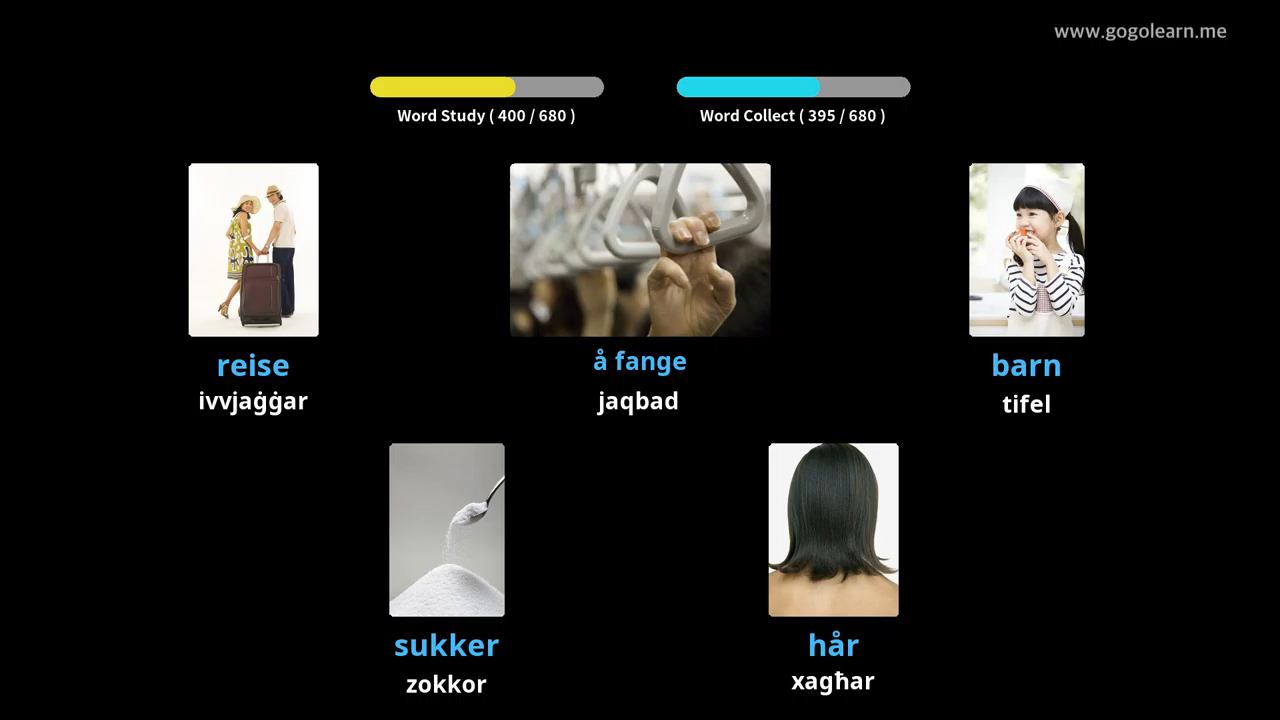 www.gogolearn.me
Word Study ( 400 / 680 )
Word Collect ( 395 / 680 )
reise
ivvjaġġar
å fange
jaqbad
barn
tifel
sukker
zokkor
hår
xagħar